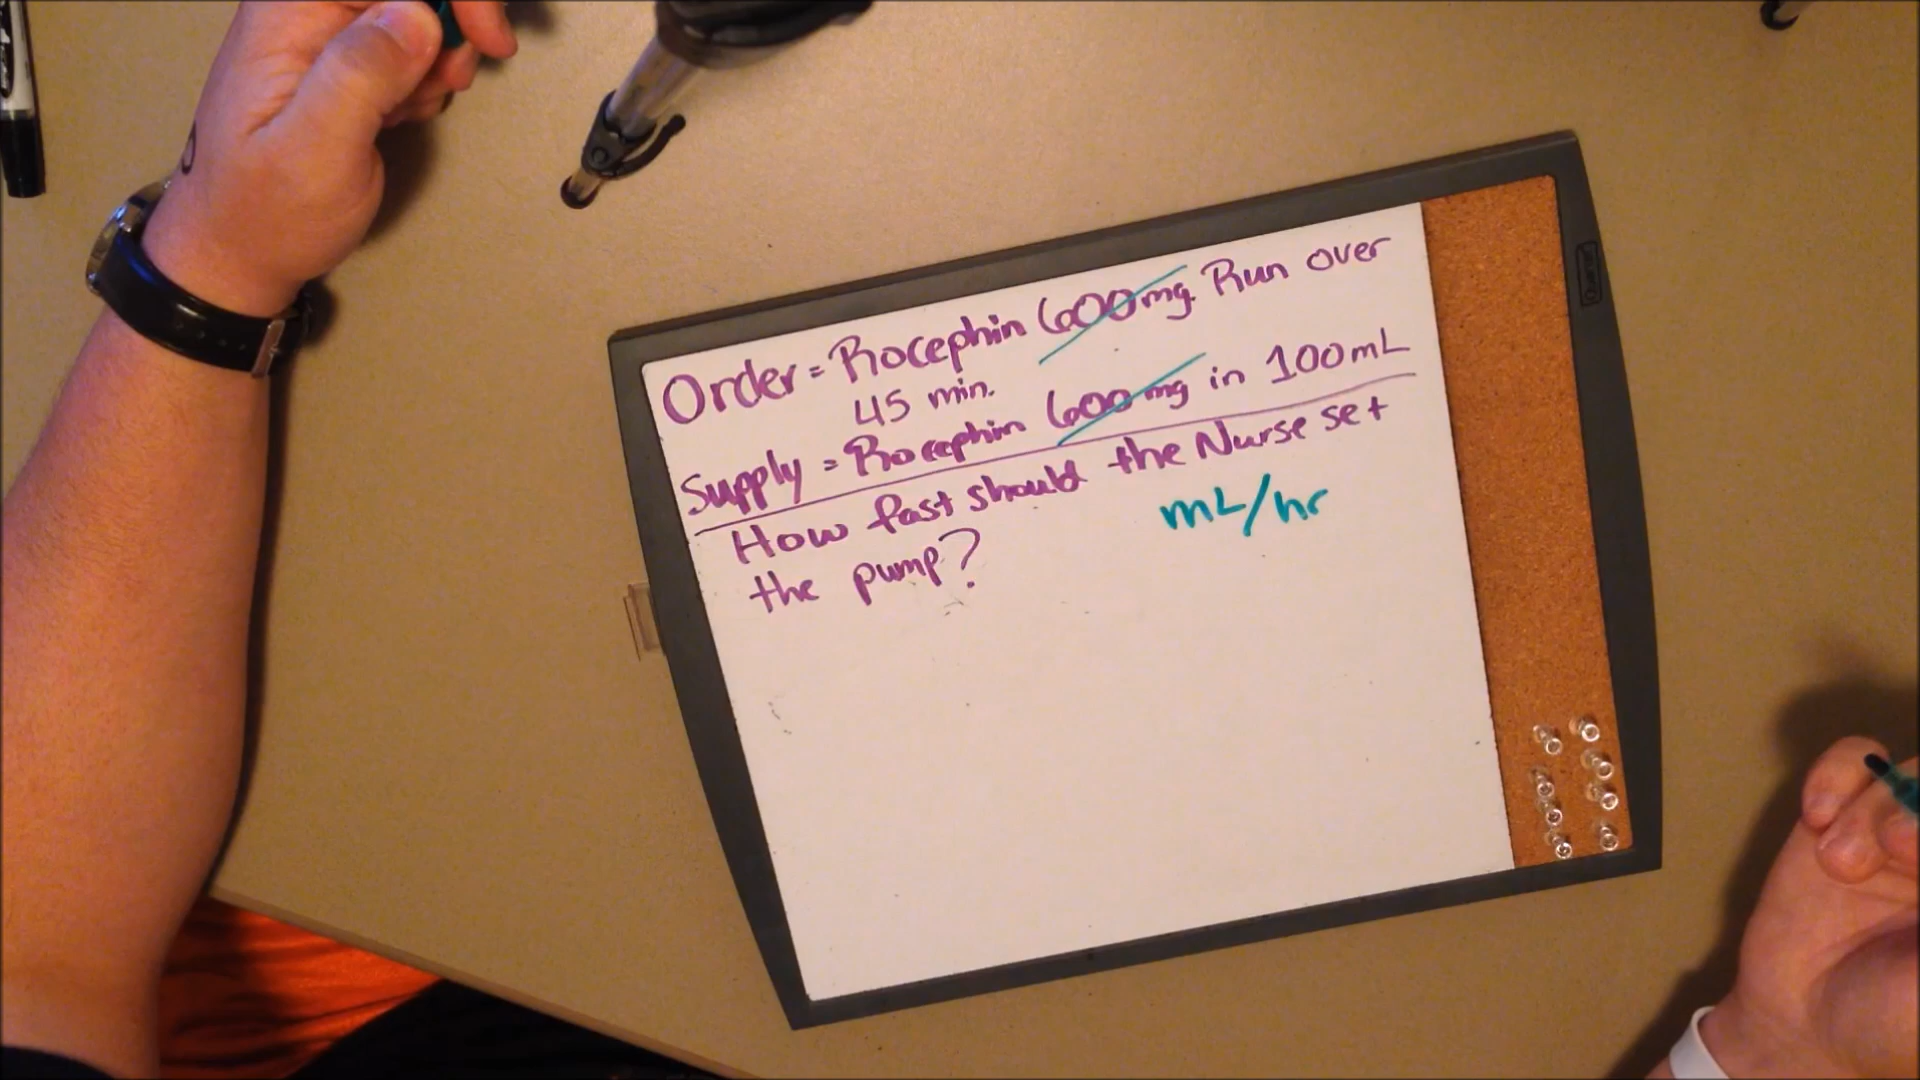 Order = Rocephin 600mg. Run over
45 min.
Supply = Rocephin 600mg in 100mL
How fast should the Nurse set
the pump?
mL/hr